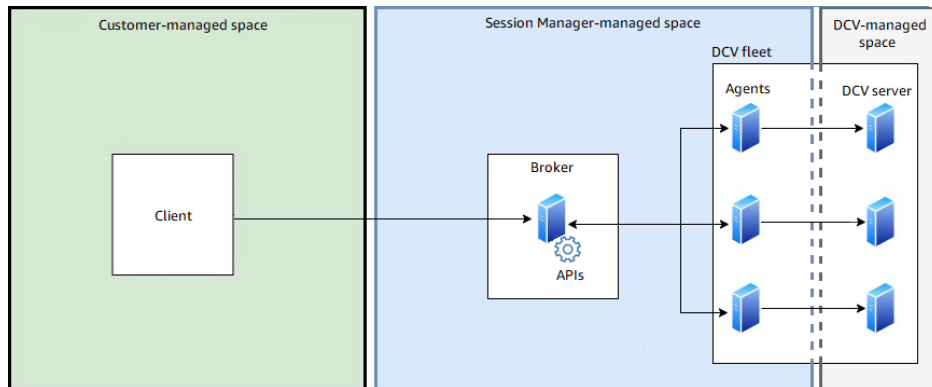 Customer-managed space
Session Manager-managed space
DCV-managed
space
DCV fleet
Agents
DCV server
Broker
Client
APIs